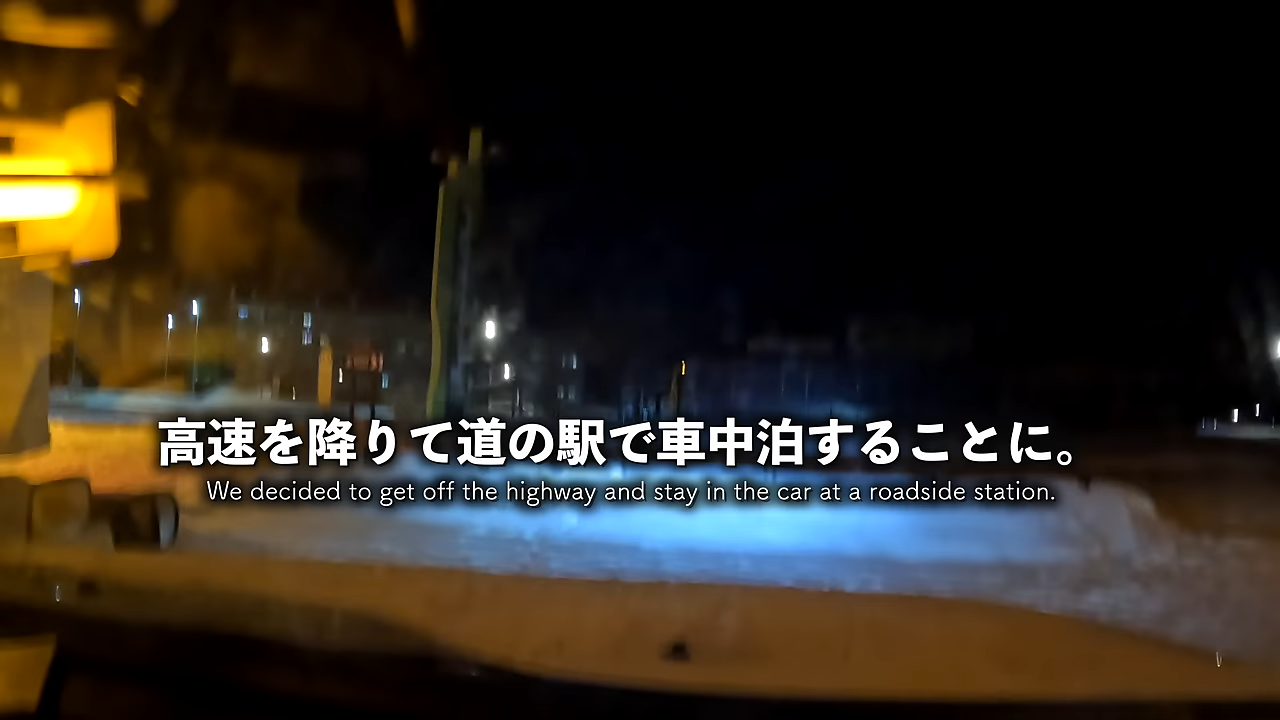 高速を降りて道の駅で車中泊することに。
We decided to get off the highway and stay in the car at a roadside station.